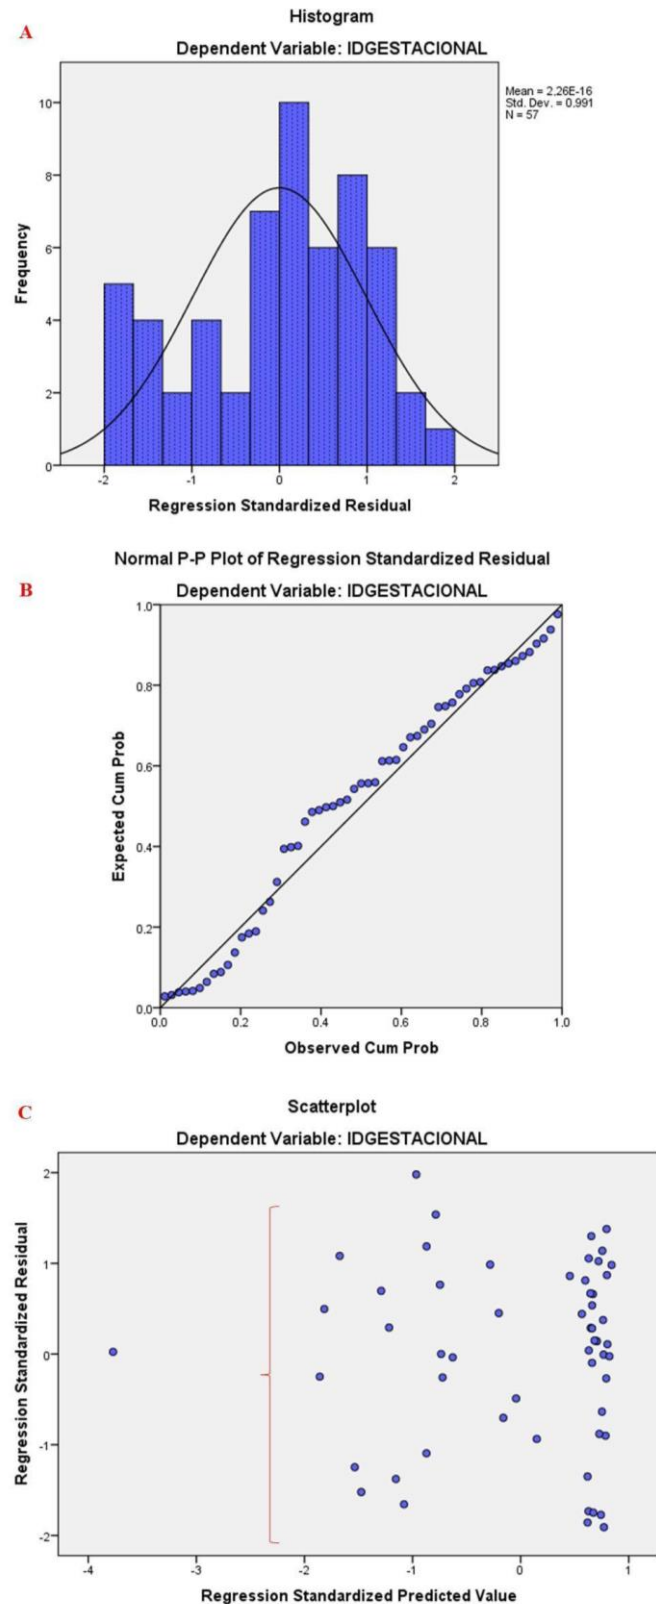 A
Histogram
Dependent Variable: IDGESTACIONAL
Mean = 2.26E-16
Std. Dev. = 0.991
N = 57
Frequency
10
8
6
4
2
0
-2 -1 0 1 2
Regression Standardized Residual
Normal P-P Plot of Regression Standardized Residual
B
Dependent Variable: IDGESTACIONAL
Expected Cum Prob
1.0
0.8
0.6
0.4
0.2
0.0
0.0 0.2 0.4 0.6 0.8 1.0
Observed Cum Prob
C
Scatterplot
Dependent Variable: IDGESTACIONAL
Regression Standardized Residual
2
1
0
-1
-2
-4 -3 -2 -1 0 1
Regression Standardized Predicted Value